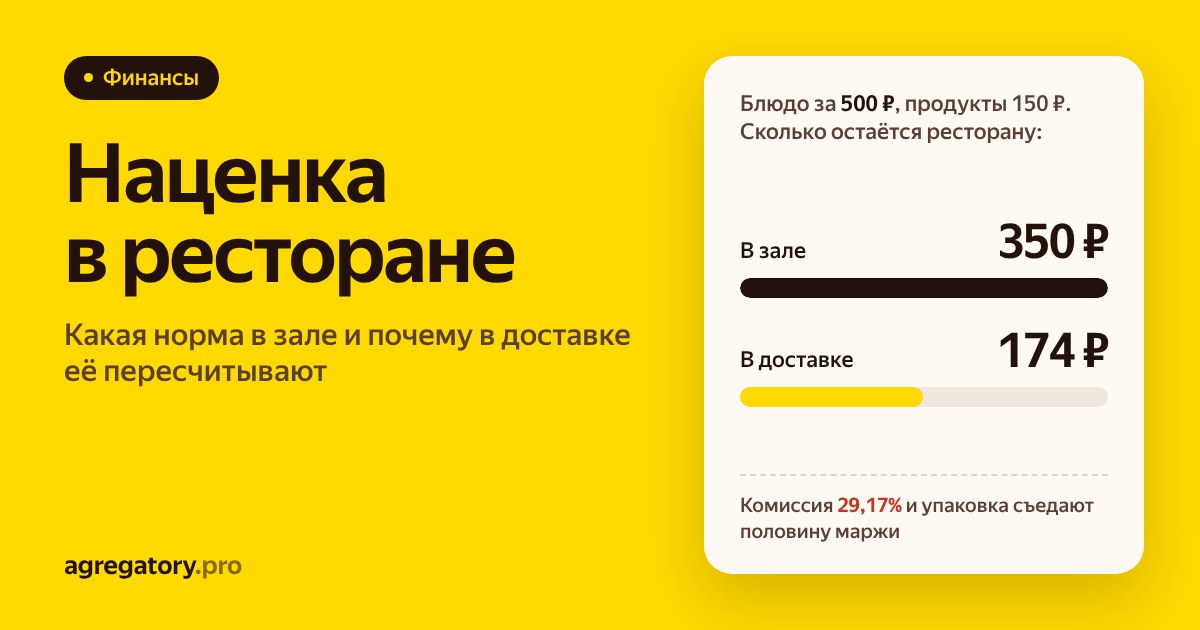 Финансы
Наценка
в ресторане
Какая норма в зале и почему в доставке
её пересчитывают
agregatory.pro
Блюдо за 500 ₽, продукты 150 ₽.
Сколько остаётся ресторану:
В зале 350 ₽
В доставке 174 ₽
Комиссия 29,17% и упаковка съедают
половину маржи